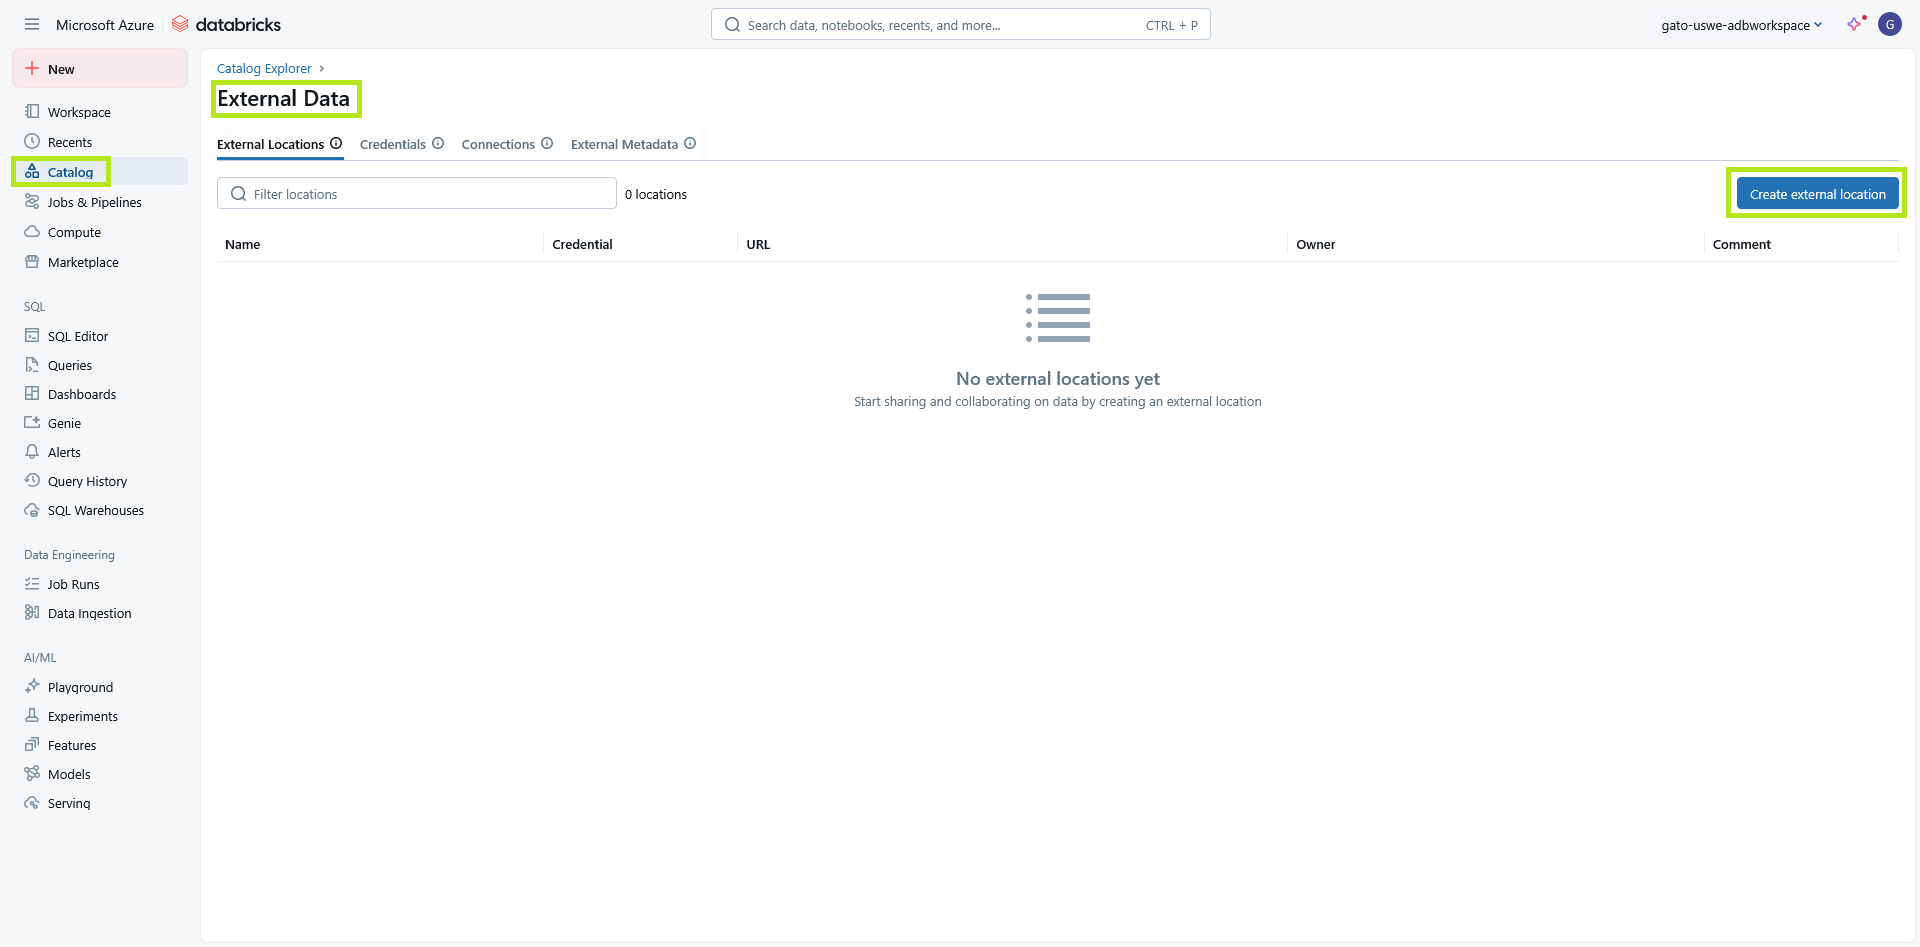 Microsoft Azure databricks
Search data, notebooks, recents, and more... CTRL + P
gato-uswe-adbworkspace G
New
Workspace
Recents
Catalog
Jobs & Pipelines
Compute
Marketplace
SQL
SQL Editor
Queries
Dashboards
Genie
Alerts
Query History
SQL Warehouses
Data Engineering
Job Runs
Data Ingestion
AI/ML
Playground
Experiments
Features
Models
Serving
Catalog Explorer ›
External Data
External Locations Credentials Connections External Metadata
Filter locations 0 locations Create external location
Name Credential URL Owner Comment
No external locations yet
Start sharing and collaborating on data by creating an external location